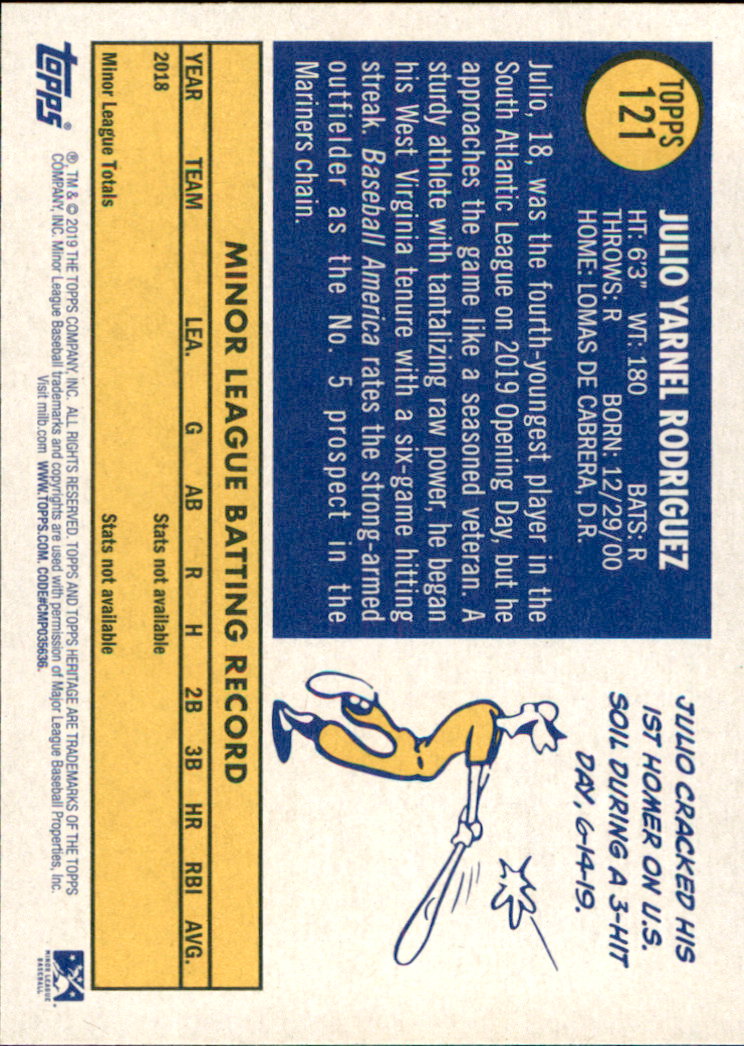 TOPPS
121
JULIO YARNEL RODRIGUEZ
HT: 6'3" WT: 180 BATS: R
THROWS: R BORN: 12/29/00
HOME: LOMAS DE CABRERA, D.R.
Julio, 18, was the fourth-youngest player in the
South Atlantic League on 2019 Opening Day, but he
approaches the game like a seasoned veteran. A
sturdy athlete with tantalizing raw power, he began
his West Virginia tenure with a six-game hitting
streak. Baseball America rates the strong-armed
outfielder as the No. 5 prospect in the
Mariners chain.
JULIO CRACKED HIS
1ST HOMER ON U.S.
SOIL DURING A 3-HIT
DAY, 6-14-19.
MINOR LEAGUE BATTING RECORD
YEAR TEAM LEA. G AB R H 2B 3B HR RBI AVG.
2018 Stats not available
Minor League Totals Stats not available
topps®
®, TM & © 2019 THE TOPPS COMPANY, INC. ALL RIGHTS RESERVED. TOPPS AND TOPPS HERITAGE ARE TRADEMARKS OF THE TOPPS
COMPANY, INC. Minor League Baseball trademarks and copyrights are used with permission of Major League Baseball Properties, Inc.
Visit milb.com WWW.TOPPS.COM. CODE#CMP035636.
MINOR LEAGUE
BASEBALL